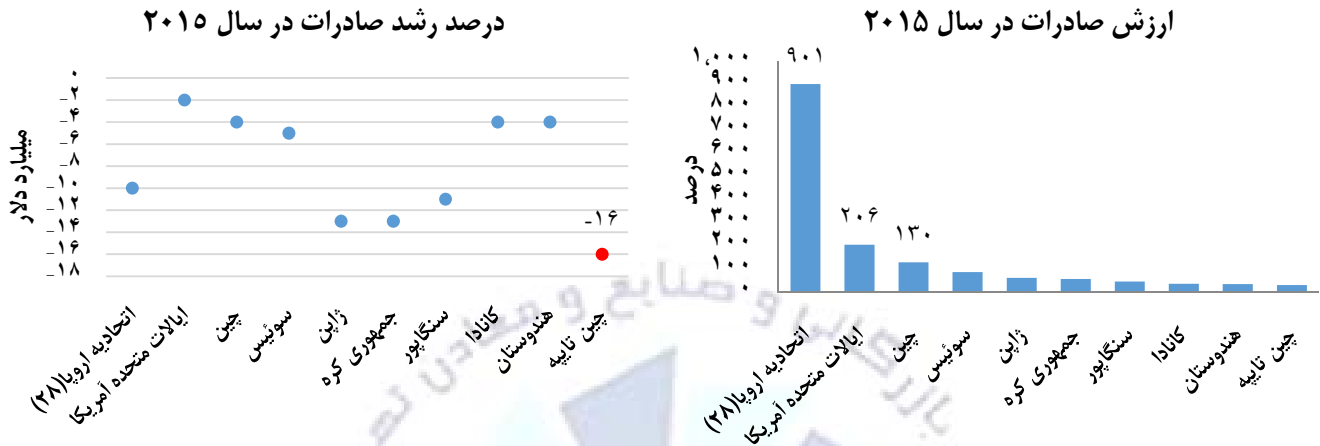 ارزش صادرات در سال ۲۰۱۵
درصد
۱,۰۰۰
۹۰۰
۸۰۰
۷۰۰
۶۰۰
۵۰۰
۴۰۰
۳۰۰
۲۰۰
۱۰۰
۰
۹۰۱
۲۰۶
۱۳۰
اتحادیه اروپا(۲۸)
ایالات متحده آمریکا
چین
سوئیس
ژاپن
جمهوری کره
سنگاپور
کانادا
هندوستان
چین تایپه
درصد رشد صادرات در سال ۲۰۱۵
میلیارد دلار
۰
-۲
-۴
-۶
-۸
-۱۰
-۱۲
-۱۴
-۱۶
-۱۸
-۱۶
اتحادیه اروپا(۲۸)
ایالات متحده آمریکا
چین
سوئیس
ژاپن
جمهوری کره
سنگاپور
کانادا
هندوستان
چین تایپه